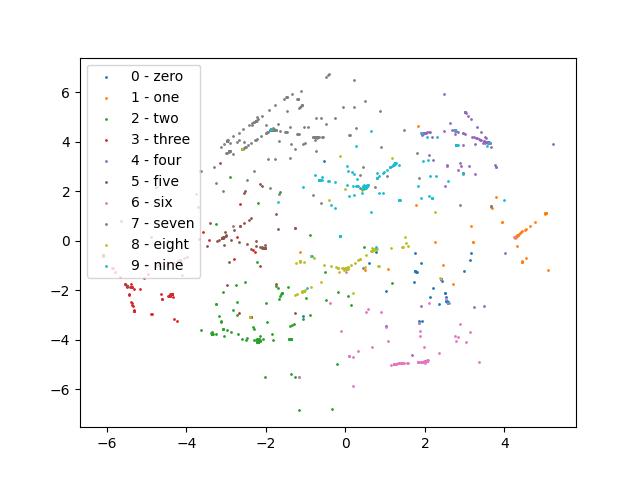 0 - zero
1 - one
2 - two
3 - three
4 - four
5 - five
6 - six
7 - seven
8 - eight
9 - nine
6
4
2
0
−2
−4
−6
−6 −4 −2 0 2 4